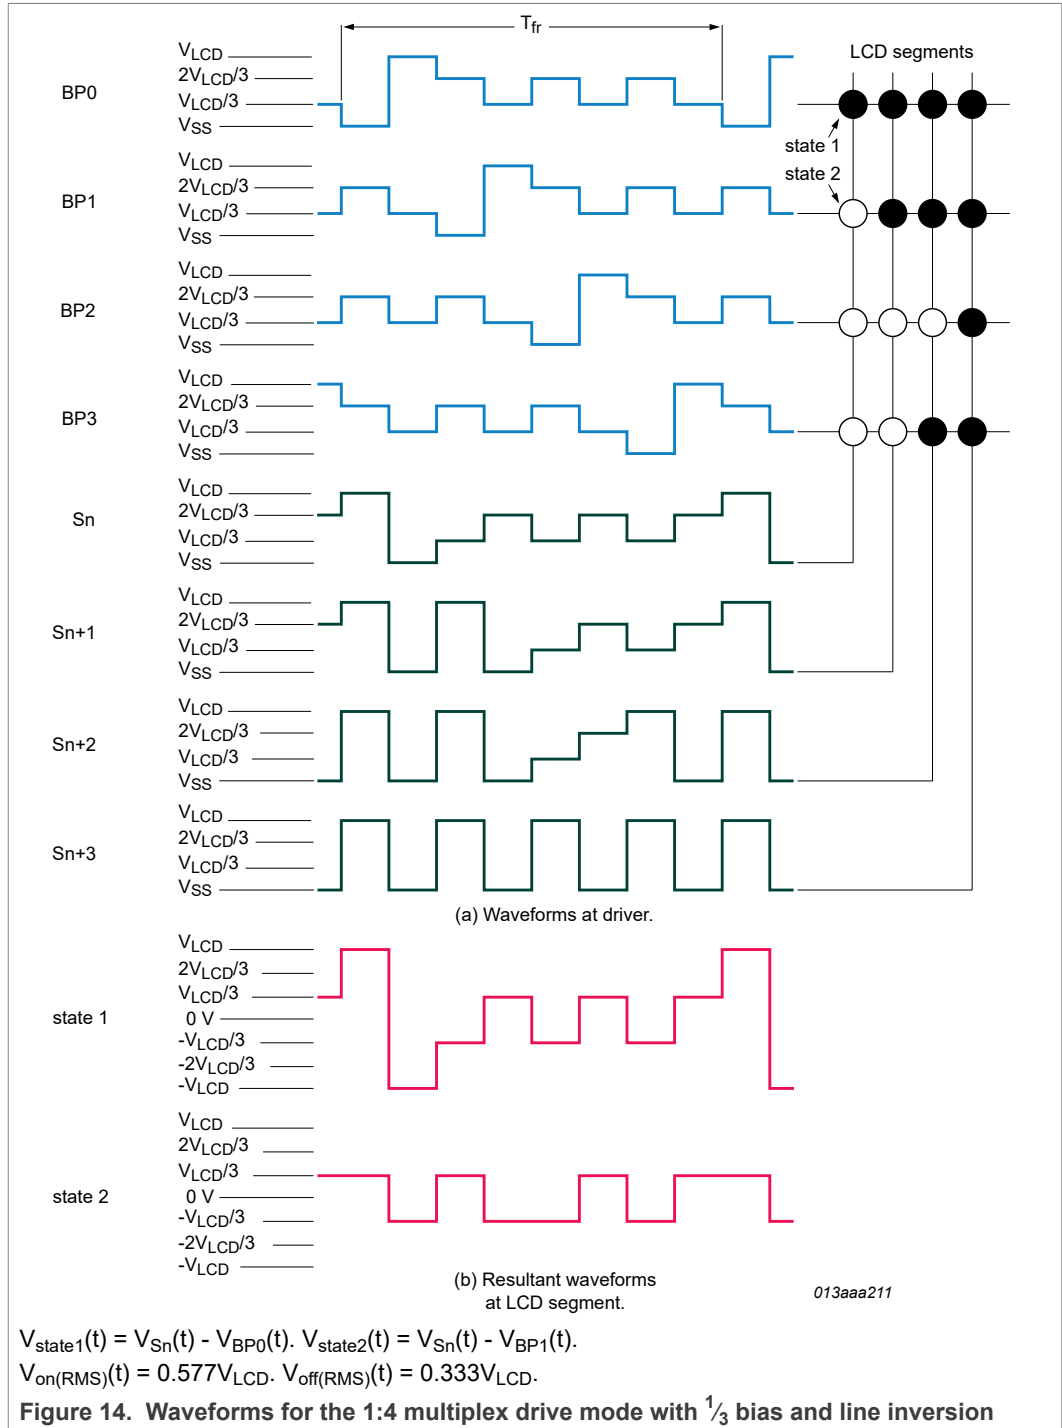 Tfr
LCD segments
BP0
VLCD
2VLCD/3
VLCD/3
VSS
state 1
state 2
BP1
VLCD
2VLCD/3
VLCD/3
VSS
BP2
VLCD
2VLCD/3
VLCD/3
VSS
BP3
VLCD
2VLCD/3
VLCD/3
VSS
Sn
VLCD
2VLCD/3
VLCD/3
VSS
Sn+1
VLCD
2VLCD/3
VLCD/3
VSS
Sn+2
VLCD
2VLCD/3
VLCD/3
VSS
Sn+3
VLCD
2VLCD/3
VLCD/3
VSS
(a) Waveforms at driver.
state 1
VLCD
2VLCD/3
VLCD/3
0 V
-VLCD/3
-2VLCD/3
-VLCD
state 2
VLCD
2VLCD/3
VLCD/3
0 V
-VLCD/3
-2VLCD/3
-VLCD
(b) Resultant waveforms
at LCD segment.
013aaa211
Vstate1(t) = VSn(t) - VBP0(t). Vstate2(t) = VSn(t) - VBP1(t).
Von(RMS)(t) = 0.577VLCD. Voff(RMS)(t) = 0.333VLCD.
Figure 14. Waveforms for the 1:4 multiplex drive mode with 1/3 bias and line inversion